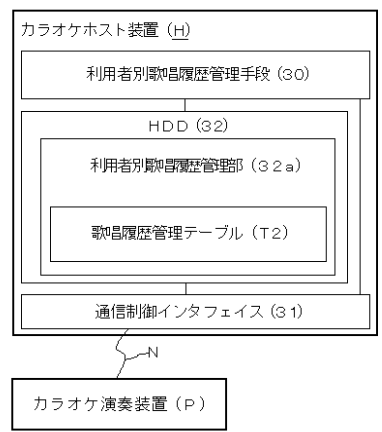 カラオケホスト装置（H）
利用者別歌唱履歴管理手段（30）
HDD（32）
利用者別歌唱履歴管理部（32a）
歌唱履歴管理テーブル（T2）
通信制御インタフェイス（31）
N
カラオケ演奏装置（P）